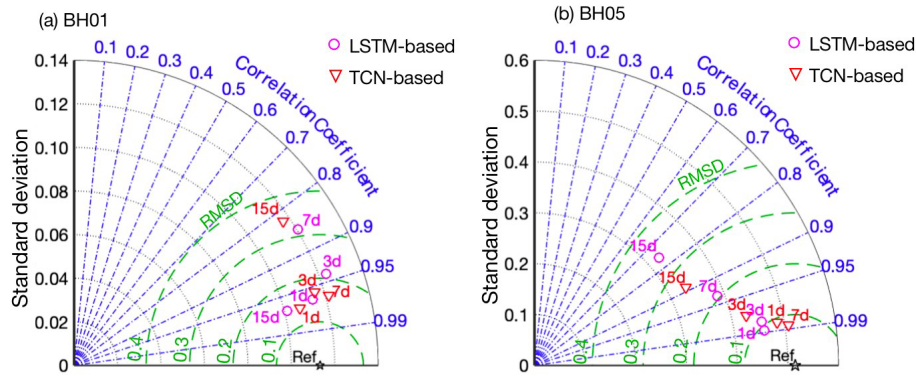 (a) BH01
LSTM-based
TCN-based
Standard deviation
0.14
0.12
0.10
0.08
0.06
0.04
0.02
0
0.1
0.2
0.3
0.4
0.5
0.6
0.7
0.8
0.9
0.95
0.99
Correlation Coefficient
RMSD
0.4
0.3
0.2
0.1
15d
7d
3d
3d
7d
1d
1d
15d
Ref
(b) BH05
LSTM-based
TCN-based
Standard deviation
0.6
0.5
0.4
0.3
0.2
0.1
0
0.1
0.2
0.3
0.4
0.5
0.6
0.7
0.8
0.9
0.95
0.99
Correlation Coefficient
RMSD
0.4
0.3
0.2
0.1
15d
15d
7d
3d
3d
1d
7d
1d
Ref